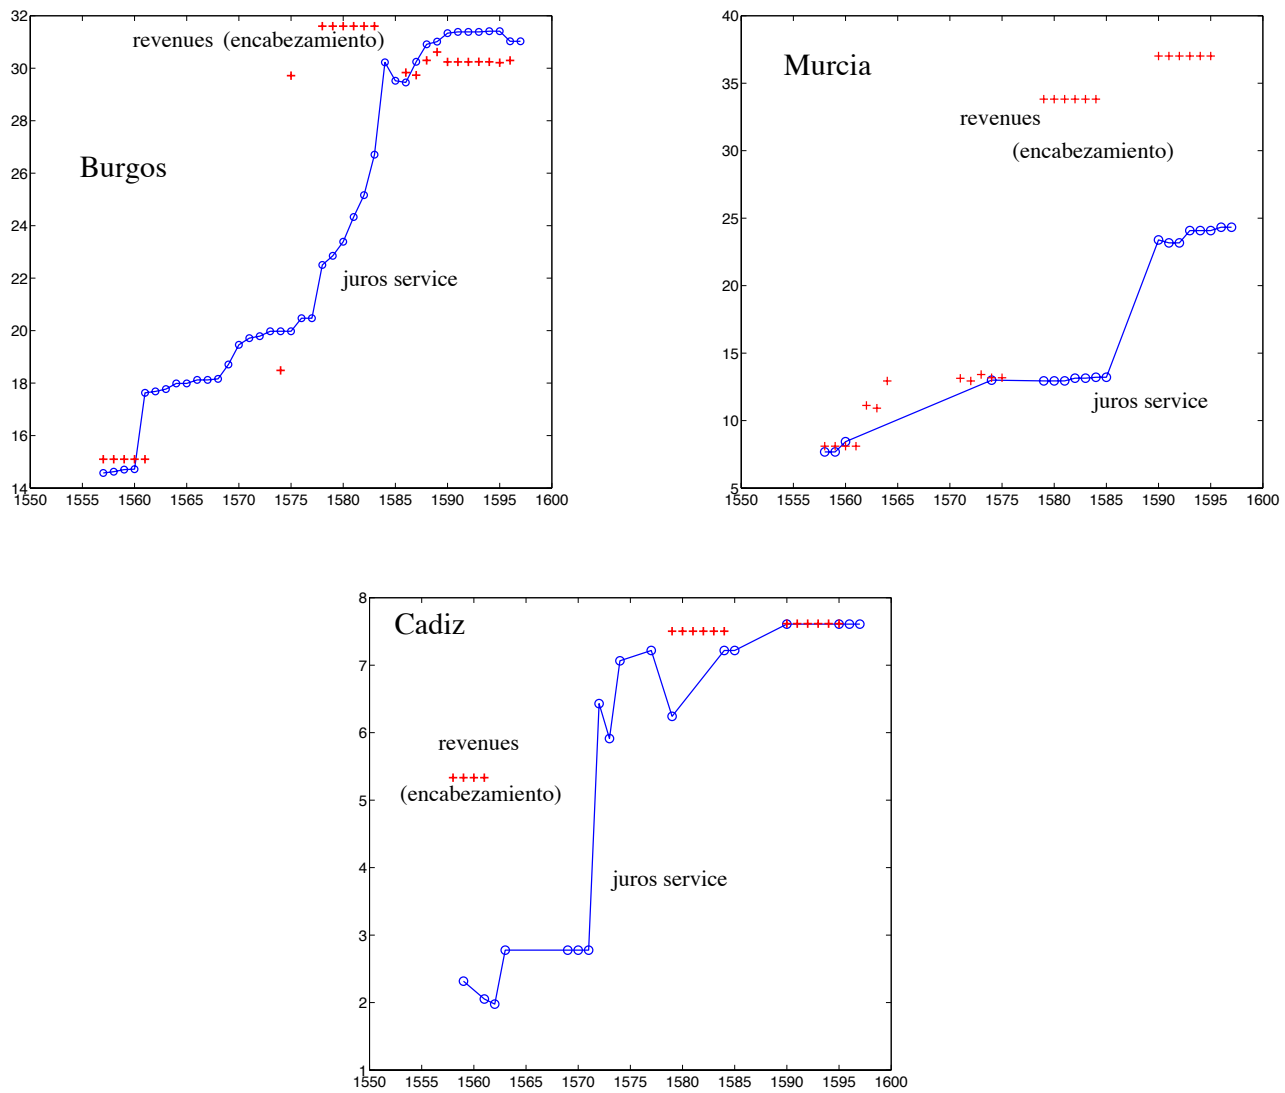 32
30
28
26
24
22
20
18
16
14
revenues (encabezamiento)
Burgos
juros service
1550 1555 1560 1565 1570 1575 1580 1585 1590 1595 1600
40
35
30
25
20
15
10
5
Murcia
revenues
(encabezamiento)
juros service
1550 1555 1560 1565 1570 1575 1580 1585 1590 1595 1600
8
7
6
5
4
3
2
1
Cadiz
revenues
(encabezamiento)
juros service
1550 1555 1560 1565 1570 1575 1580 1585 1590 1595 1600